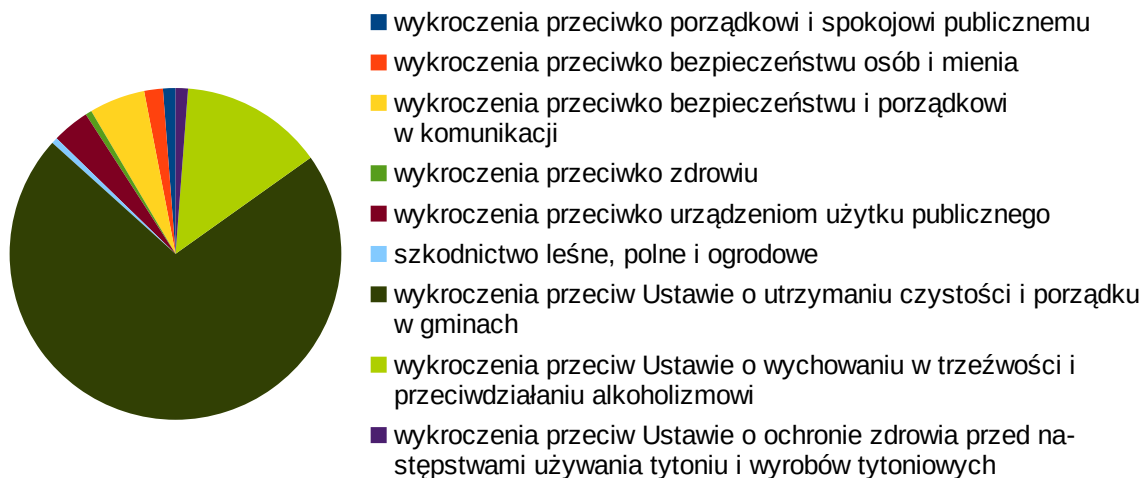 wykroczenia przeciwko porządkowi i spokojowi publicznemu
wykroczenia przeciwko bezpieczeństwu osób i mienia
wykroczenia przeciwko bezpieczeństwu i porządkowi
w komunikacji
wykroczenia przeciwko zdrowiu
wykroczenia przeciwko urządzeniom użytku publicznego
szkodnictwo leśne, polne i ogrodowe
wykroczenia przeciw Ustawie o utrzymaniu czystości i porządku
w gminach
wykroczenia przeciw Ustawie o wychowaniu w trzeźwości i
przeciwdziałaniu alkoholizmowi
wykroczenia przeciw Ustawie o ochronie zdrowia przed na-
stępstwami używania tytoniu i wyrobów tytoniowych